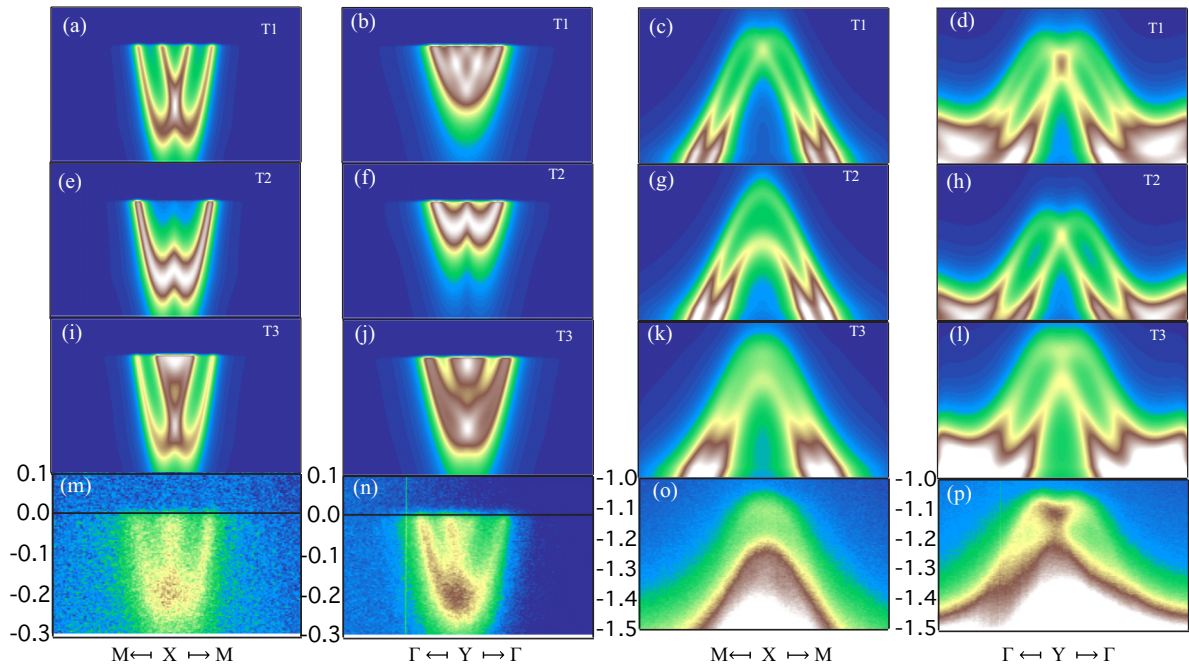 (a) T1 (b) T1 (c) T1 (d) T1
(e) T2 (f) T2 (g) T2 (h) T2
(i) T3 (j) T3 (k) T3 (l) T3
0.1 (m) 0.1 (n) -1.0 (o) -1.0 (p)
0.0 0.0 -1.1 -1.1
-0.1 -0.1 -1.2 -1.2
-0.2 -0.2 -1.3 -1.3
-0.3 -0.3 -1.4 -1.4
-1.5 -1.5
M ↤ X ↦ M Γ ↤ Y ↦ Γ M ↤ X ↦ M Γ ↤ Y ↦ Γ